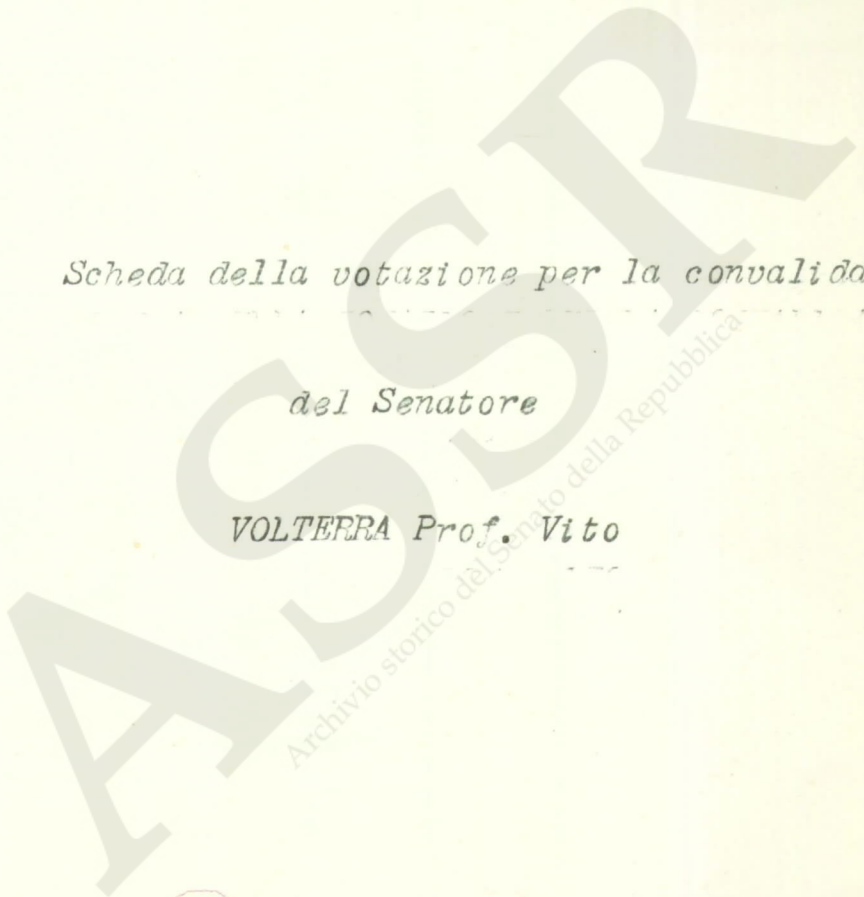 Scheda della votazione per la convalida
del Senatore
VOLTERRA Prof. Vito
ASSR
Archivio storico del Senato della Repubblica